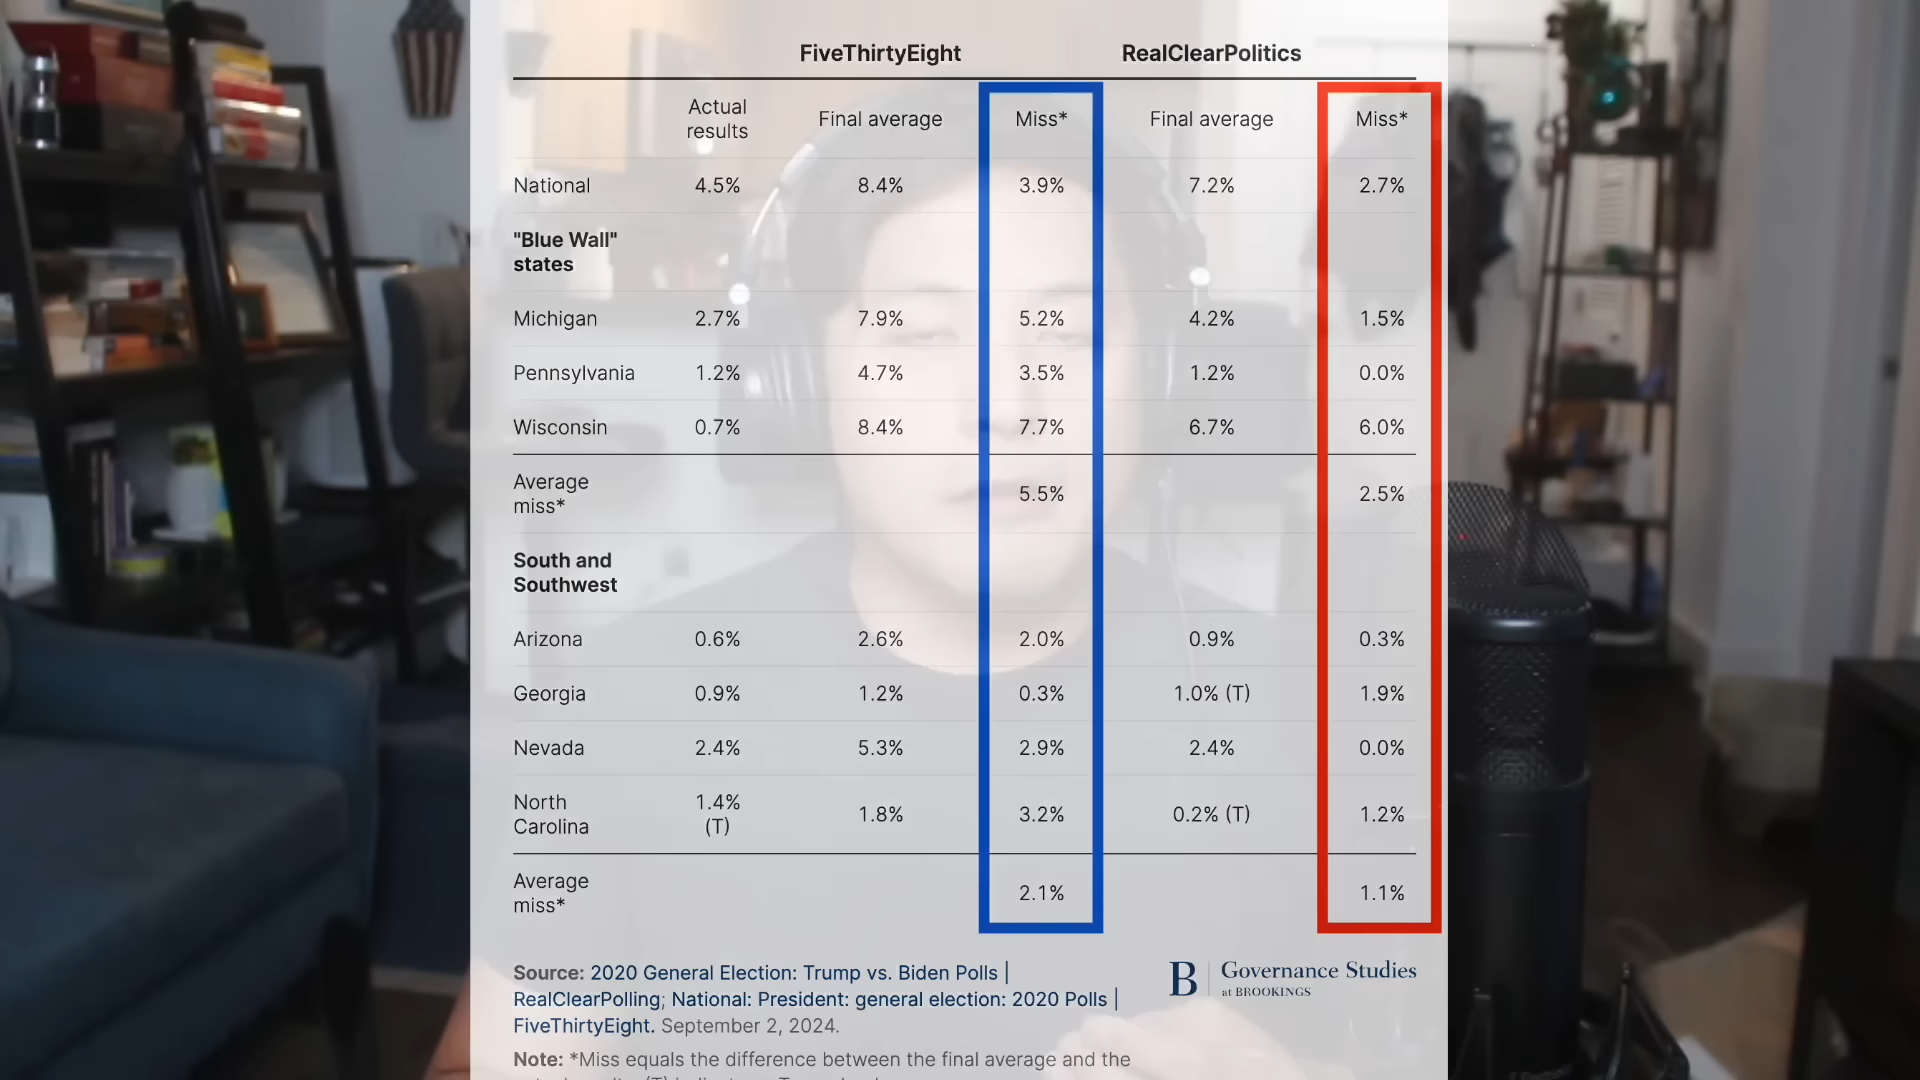 FiveThirtyEight RealClearPolitics
Actual results Final average Miss* Final average Miss*
National 4.5% 8.4% 3.9% 7.2% 2.7%
"Blue Wall"
states
Michigan 2.7% 7.9% 5.2% 4.2% 1.5%
Pennsylvania 1.2% 4.7% 3.5% 1.2% 0.0%
Wisconsin 0.7% 8.4% 7.7% 6.7% 6.0%
Average miss* 5.5% 2.5%
South and
Southwest
Arizona 0.6% 2.6% 2.0% 0.9% 0.3%
Georgia 0.9% 1.2% 0.3% 1.0% (T) 1.9%
Nevada 2.4% 5.3% 2.9% 2.4% 0.0%
North Carolina 1.4% (T) 1.8% 3.2% 0.2% (T) 1.2%
Average miss* 2.1% 1.1%
Source: 2020 General Election: Trump vs. Biden Polls |
RealClearPolling; National: President: general election: 2020 Polls |
FiveThirtyEight. September 2, 2024.
B Governance Studies
at BROOKINGS
Note: *Miss equals the difference between the final average and the